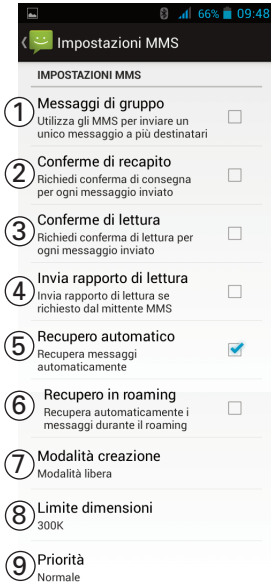 66% 09:48
Impostazioni MMS
IMPOSTAZIONI MMS
1 Messaggi di gruppo
Utilizza gli MMS per inviare un
unico messaggio a più destinatari
2 Conferme di recapito
Richiedi conferma di consegna
per ogni messaggio inviato
3 Conferme di lettura
Richiedi conferma di lettura per
ogni messaggio inviato
4 Invia rapporto di lettura
Invia rapporto di lettura se
richiesto dal mittente MMS
5 Recupero automatico
Recupera messaggi
automaticamente
6 Recupero in roaming
Recupera automaticamente i
messaggi durante il roaming
7 Modalità creazione
Modalità libera
8 Limite dimensioni
300K
9 Priorità
Normale